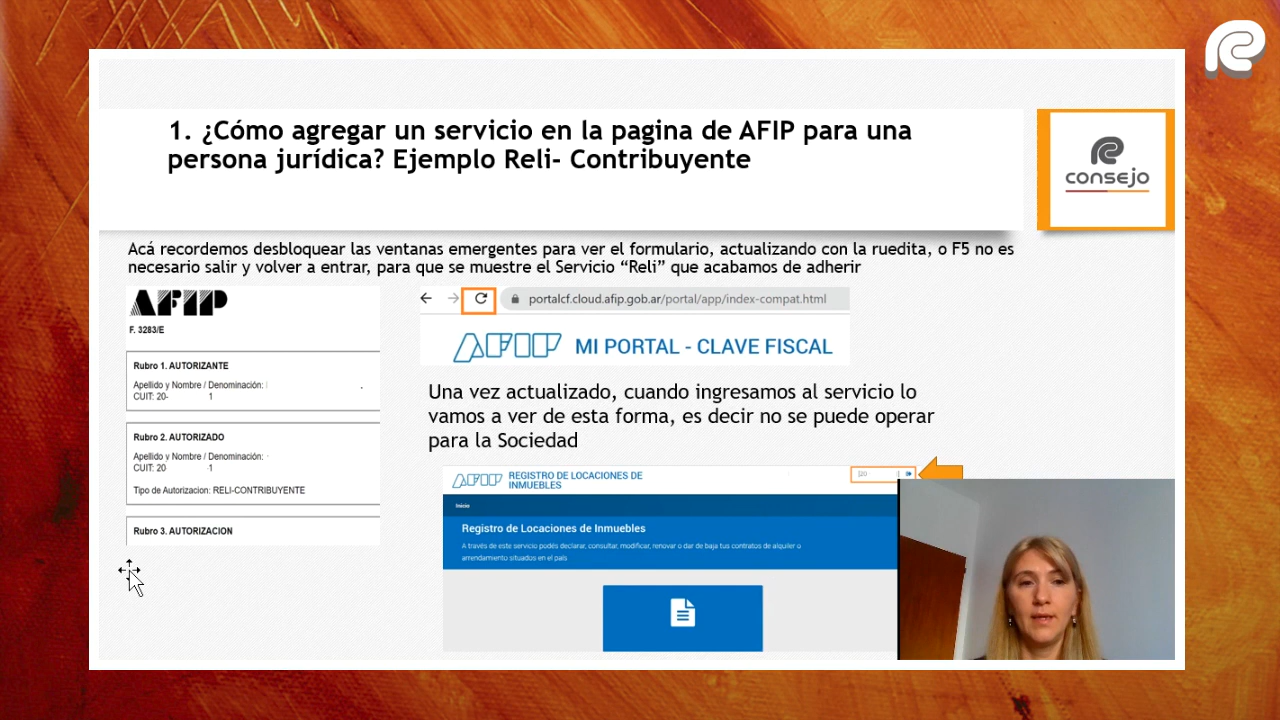 1. ¿Cómo agregar un servicio en la pagina de AFIP para una
persona jurídica? Ejemplo Reli- Contribuyente
consejo
Acá recordemos desbloquear las ventanas emergentes para ver el formulario, actualizando con la ruedita, o F5 no es
necesario salir y volver a entrar, para que se muestre el Servicio “Reli” que acabamos de adherir
AFIP
F. 3283/E
Rubro 1. AUTORIZANTE
Apellido y Nombre / Denominación:
CUIT: 20- 1
Rubro 2. AUTORIZADO
Apellido y Nombre / Denominación:
CUIT: 20 -1
Tipo de Autorizacion: RELI-CONTRIBUYENTE
Rubro 3. AUTORIZACION
portalcf.cloud.afip.gob.ar/portal/app/index-compat.html
AFIP MI PORTAL - CLAVE FISCAL
Una vez actualizado, cuando ingresamos al servicio lo
vamos a ver de esta forma, es decir no se puede operar
para la Sociedad
AFIP REGISTRO DE LOCACIONES DE
INMUEBLES
Inicio
Registro de Locaciones de Inmuebles
A través de este servicio podés declarar, consultar, modificar, renovar o dar de baja tus contratos de alquiler o
arrendamiento situados en el país